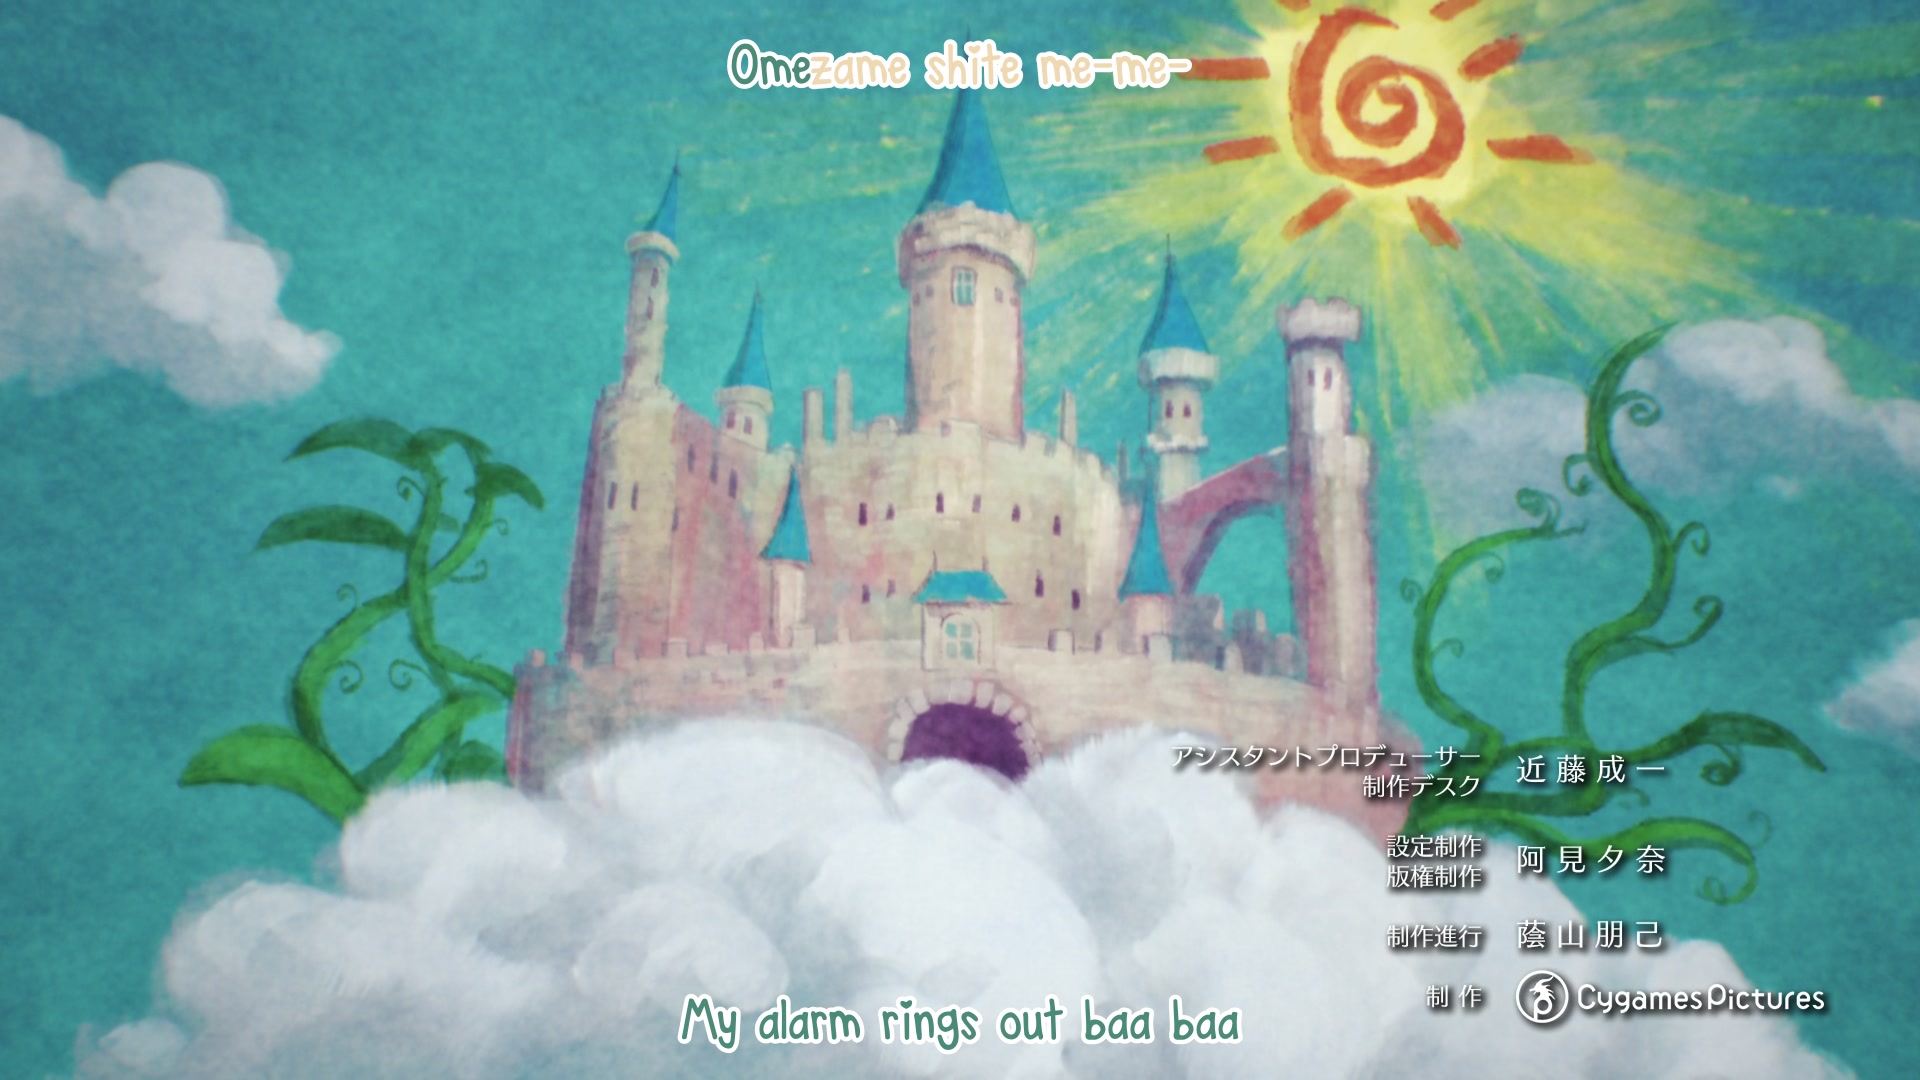 Omezame shite me-me-
アシスタントプロデューサー
制作デスク
近藤成一
設定制作
版権制作
阿見夕奈
制作進行
蔭山朋己
制作
CygamesPictures
My alarm rings out baa baa